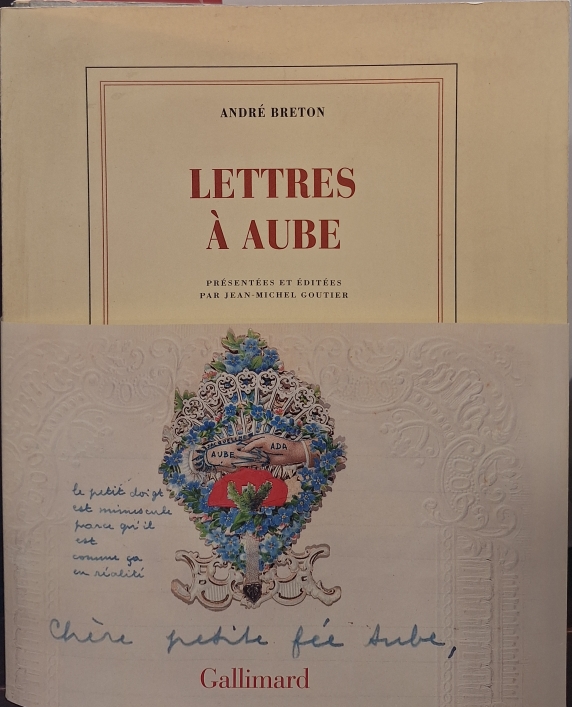 ANDRÉ BRETON
LETTRES
À AUBE
PRÉSENTÉES ET ÉDITÉES
PAR JEAN-MICHEL GOUTIER
AUBE
ADA
le petit doigt
est minuscule
parce qu'il
est
comme ça
en réalité
Chère petite fée Aube,
Gallimard